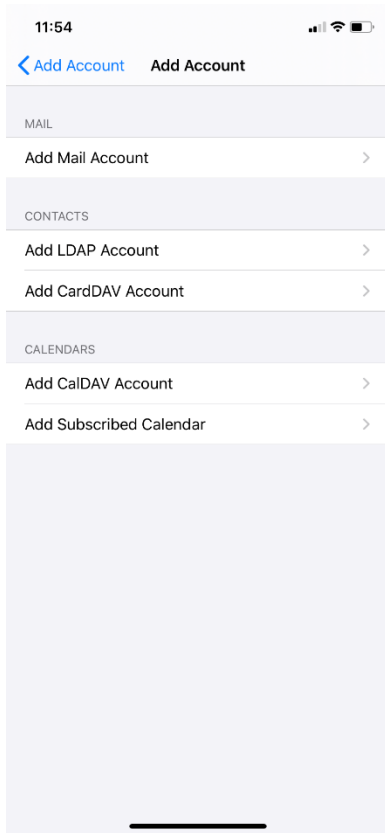 11:54
Add Account Add Account
MAIL
Add Mail Account
CONTACTS
Add LDAP Account
Add CardDAV Account
CALENDARS
Add CalDAV Account
Add Subscribed Calendar